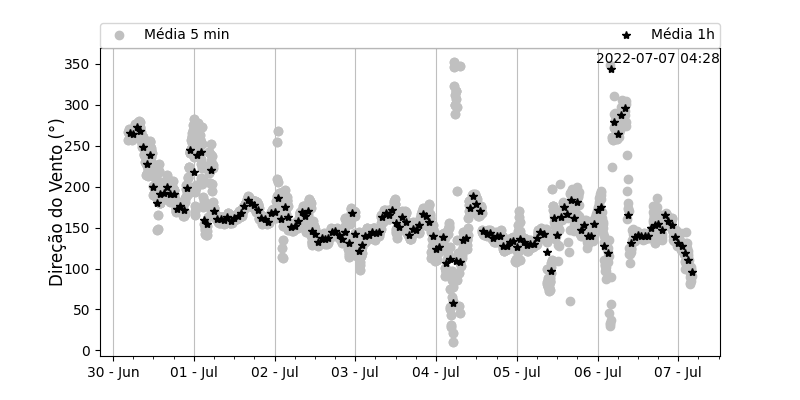 Média 5 min
Média 1h
2022-07-07 04:28
Direção do Vento (°)
350
300
250
200
150
100
50
0
30 - Jun
01 - Jul
02 - Jul
03 - Jul
04 - Jul
05 - Jul
06 - Jul
07 - Jul